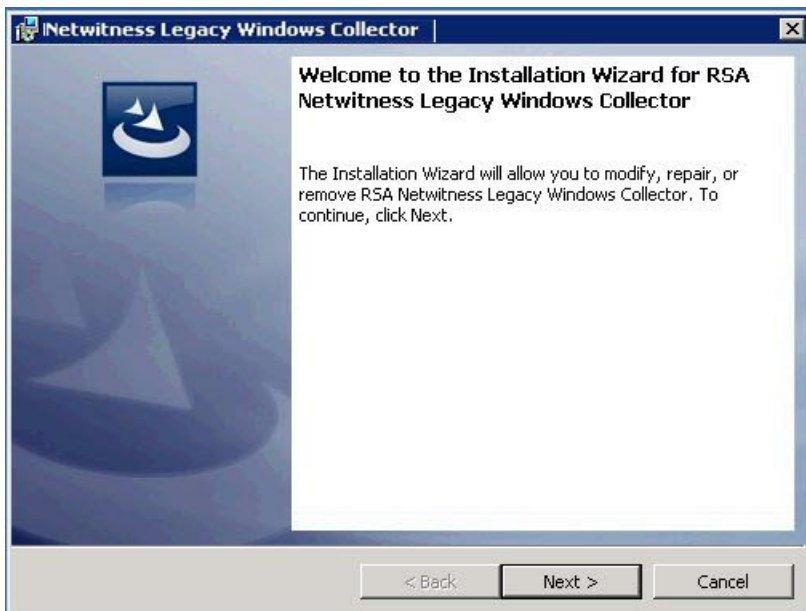 Netwitness Legacy Windows Collector
Welcome to the Installation Wizard for RSA
Netwitness Legacy Windows Collector
The Installation Wizard will allow you to modify, repair, or
remove RSA Netwitness Legacy Windows Collector. To
continue, click Next.
< Back
Next >
Cancel